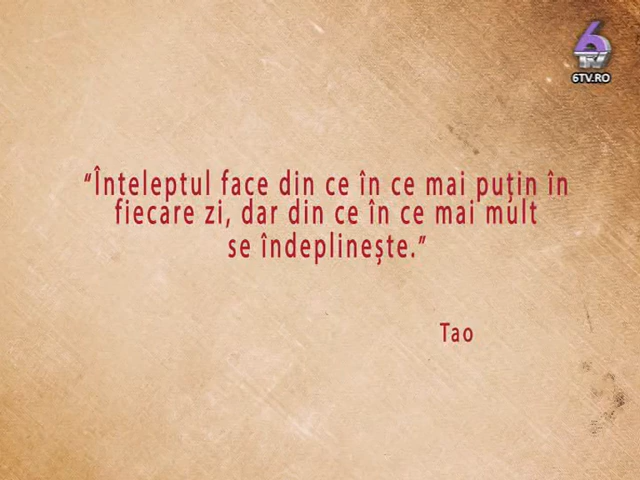 6
TV
6TV.RO
“Înteleptul face din ce în ce mai puțin în
fiecare zi, dar din ce în ce mai mult
se îndeplinește.”
Tao